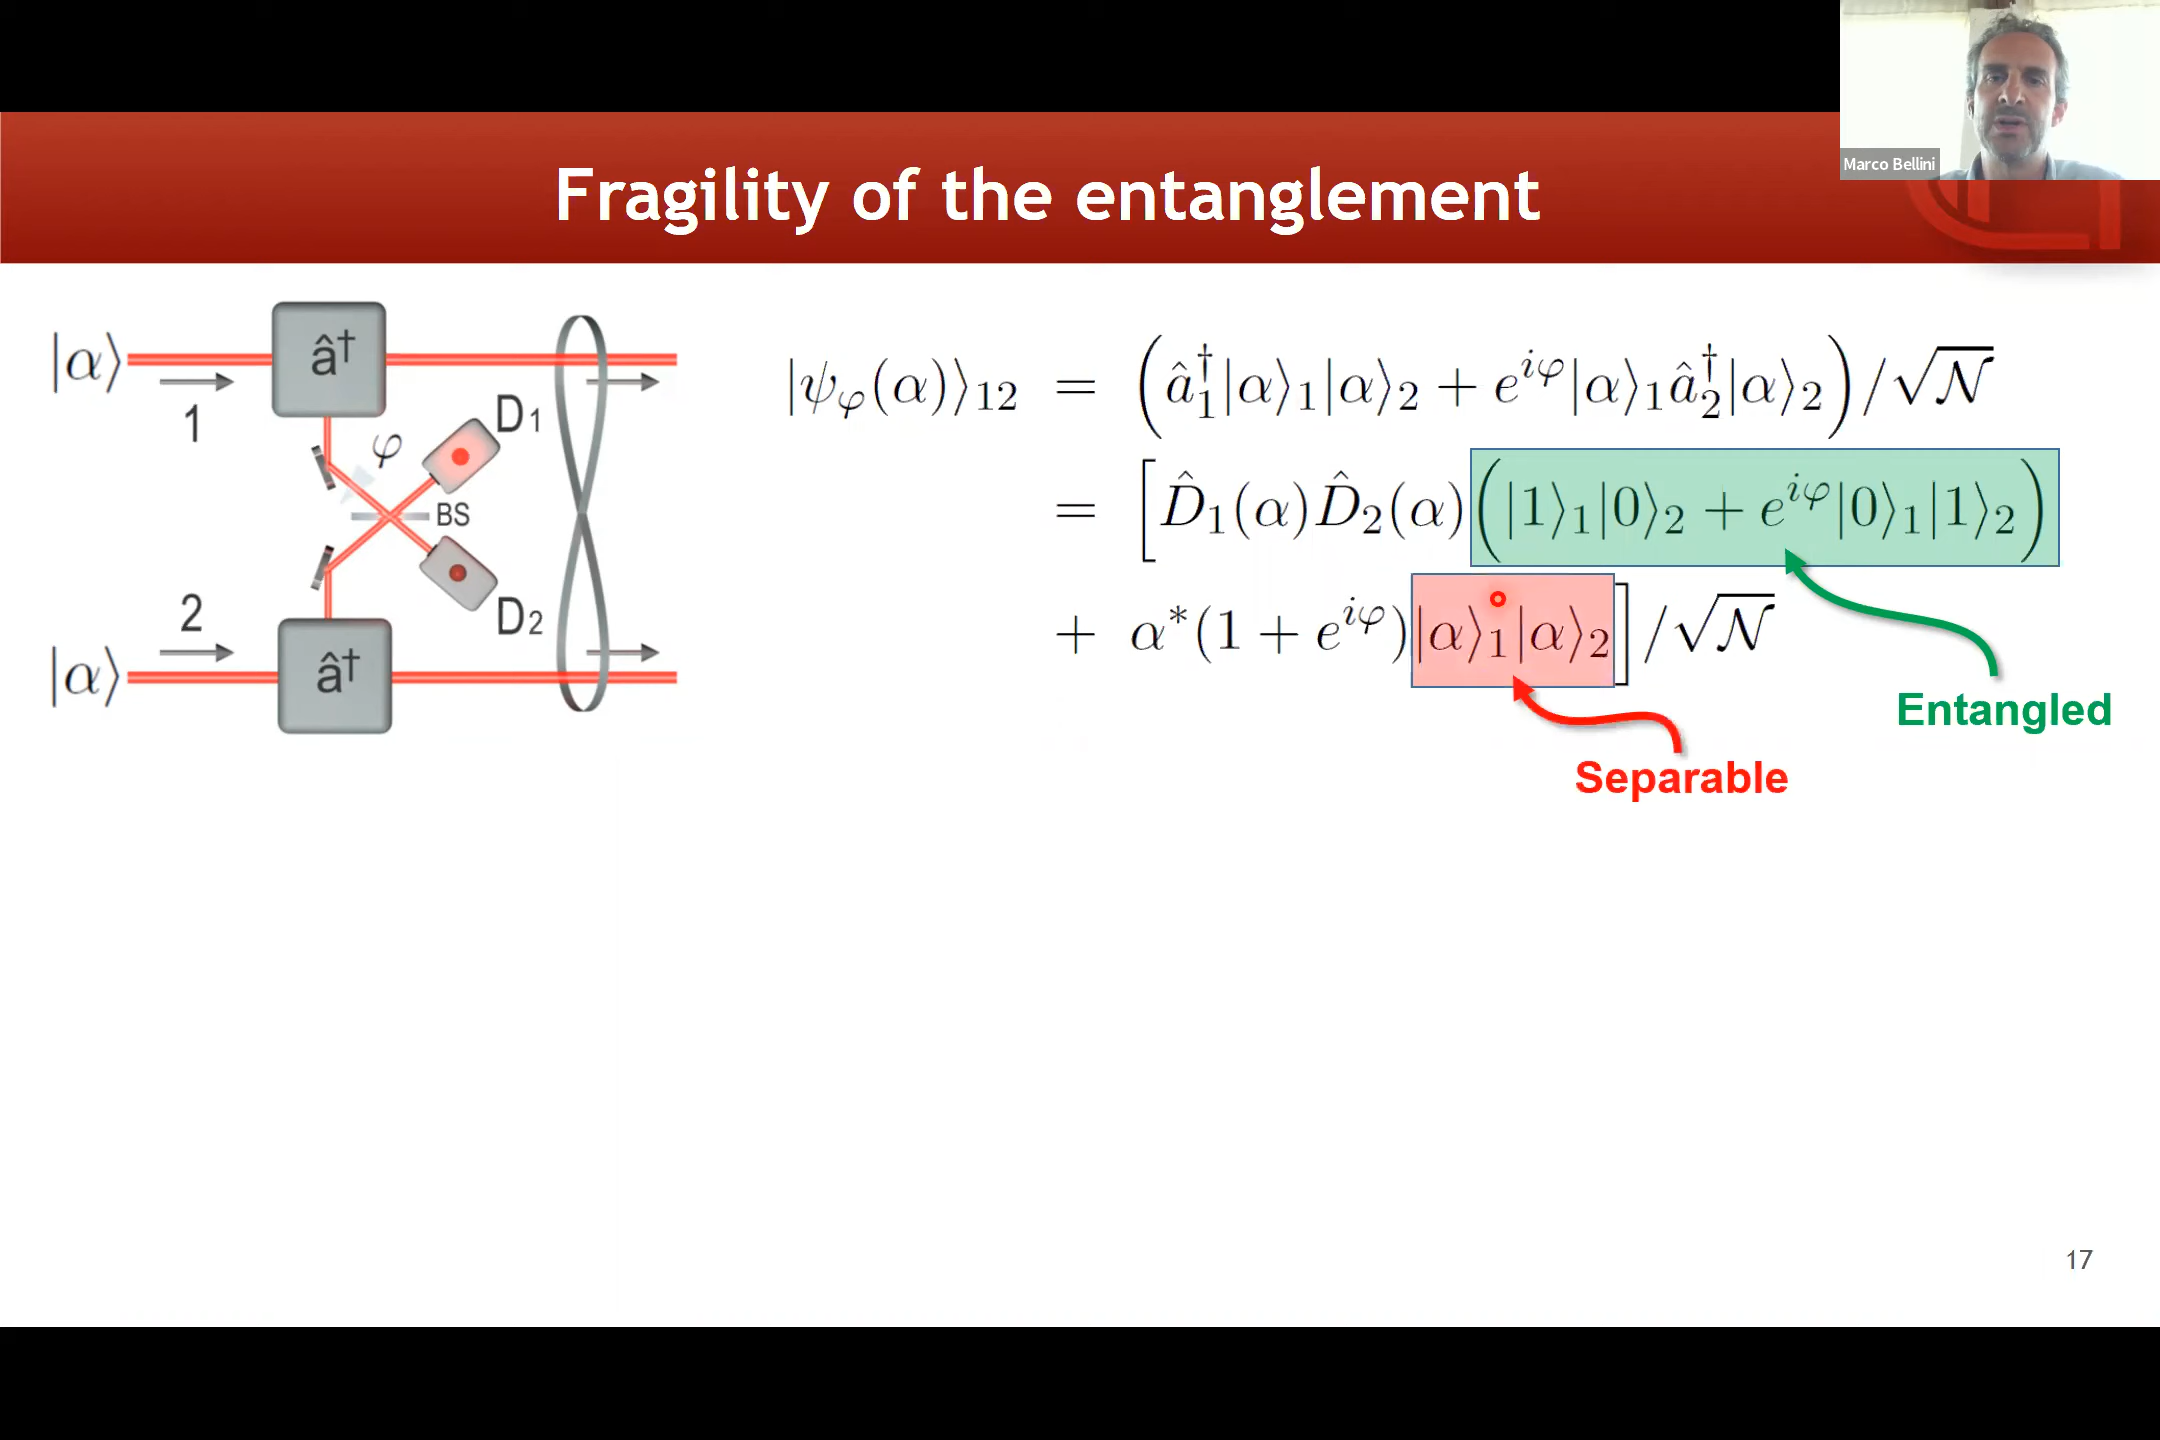 Marco Bellini
Fragility of the entanglement
|α⟩
1
â†
φ
D1
BS
D2
2
|α⟩
â†
|ψφ(α)⟩12 = (â†1|α⟩1|α⟩2 + e^{iφ}|α⟩1â†2|α⟩2)/√𝒩
= [D̂1(α)D̂2(α)(|1⟩1|0⟩2 + e^{iφ}|0⟩1|1⟩2)
+ α*(1 + e^{iφ})|α⟩1|α⟩2]/√𝒩
Entangled
Separable
17